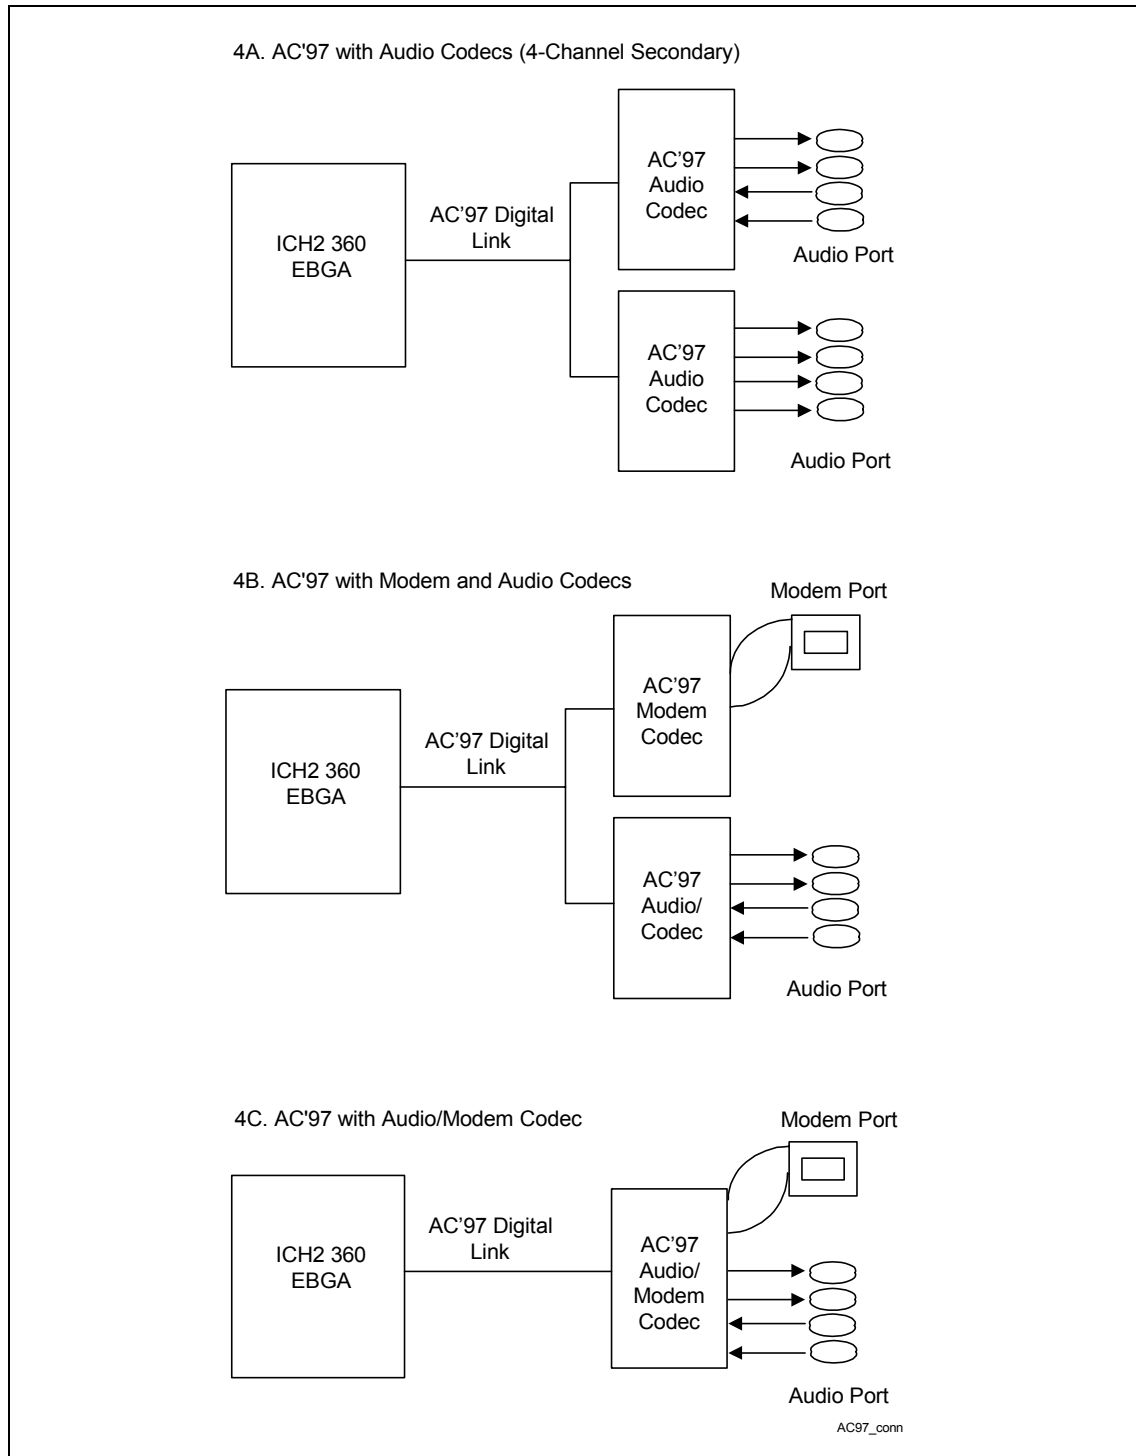 4A. AC'97 with Audio Codecs (4-Channel Secondary)
ICH2 360
EBGA
AC’97 Digital
Link
AC’97
Audio
Codec
Audio Port
AC’97
Audio
Codec
Audio Port
4B. AC'97 with Modem and Audio Codecs
Modem Port
ICH2 360
EBGA
AC’97 Digital
Link
AC’97
Modem
Codec
AC’97
Audio/
Codec
Audio Port
4C. AC'97 with Audio/Modem Codec
Modem Port
ICH2 360
EBGA
AC’97 Digital
Link
AC’97
Audio/
Modem
Codec
Audio Port
AC97_conn